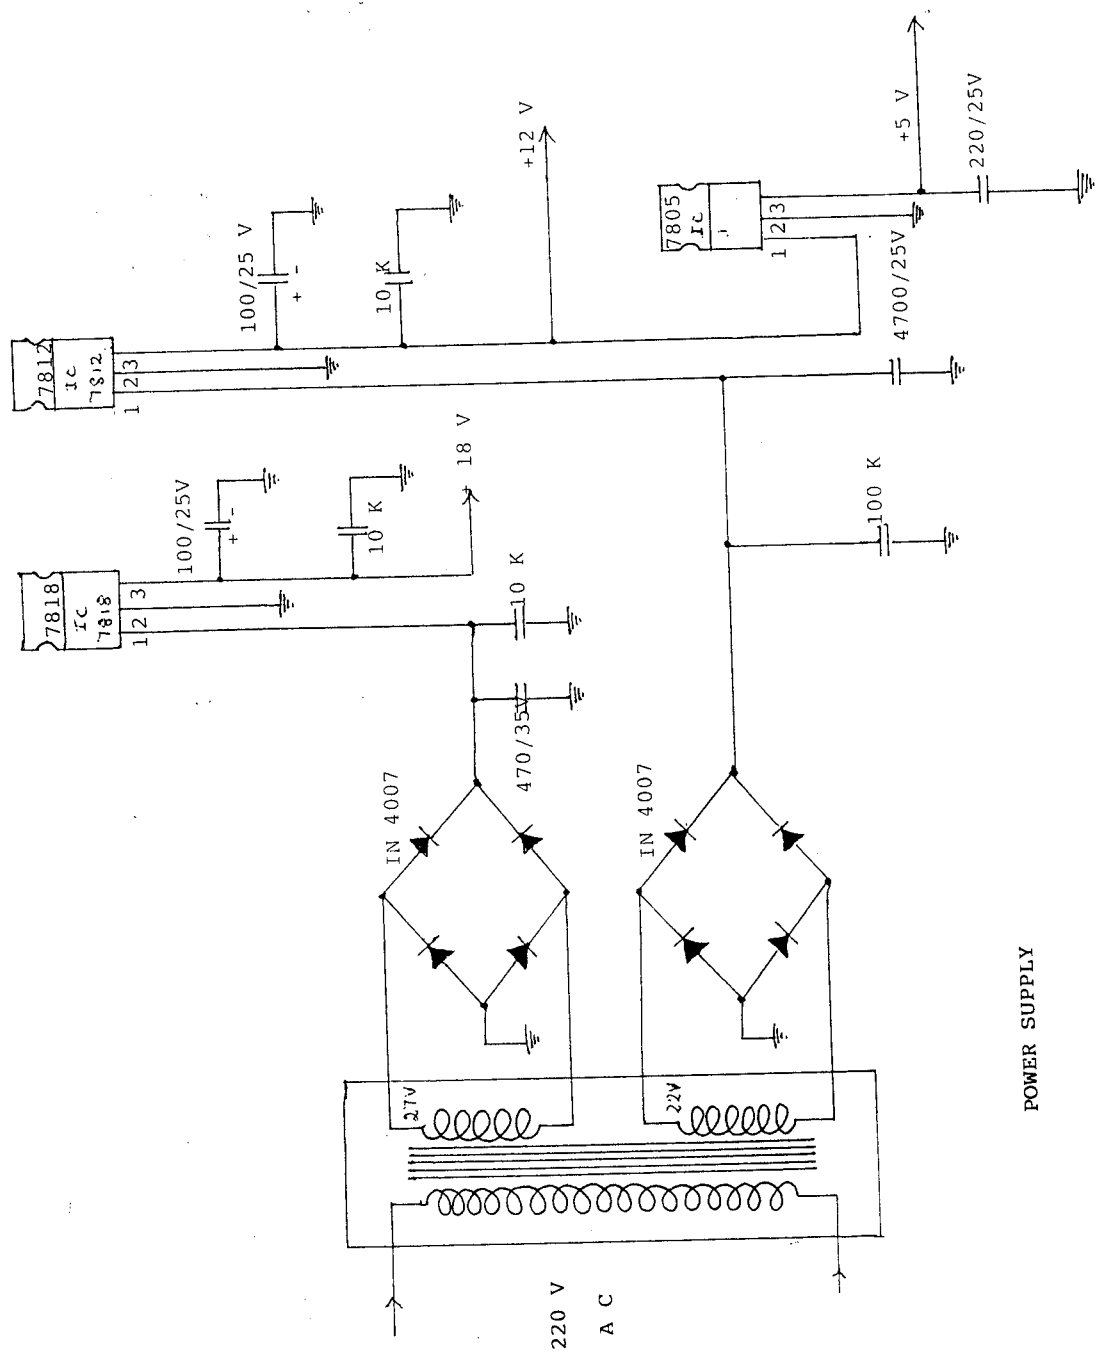 7812
IC
7812
1 2 3
100/25 V
+ -
10 K
+12 V
7805
IC
1 2 3
+5 V
220/25V
4700/25V
7818
IC
7818
1 2 3
100/25V
+ -
10 K
+ 18 V
10 K
470/35V
100 K
IN 4007
IN 4007
27V
22V
220 V
A C
POWER SUPPLY